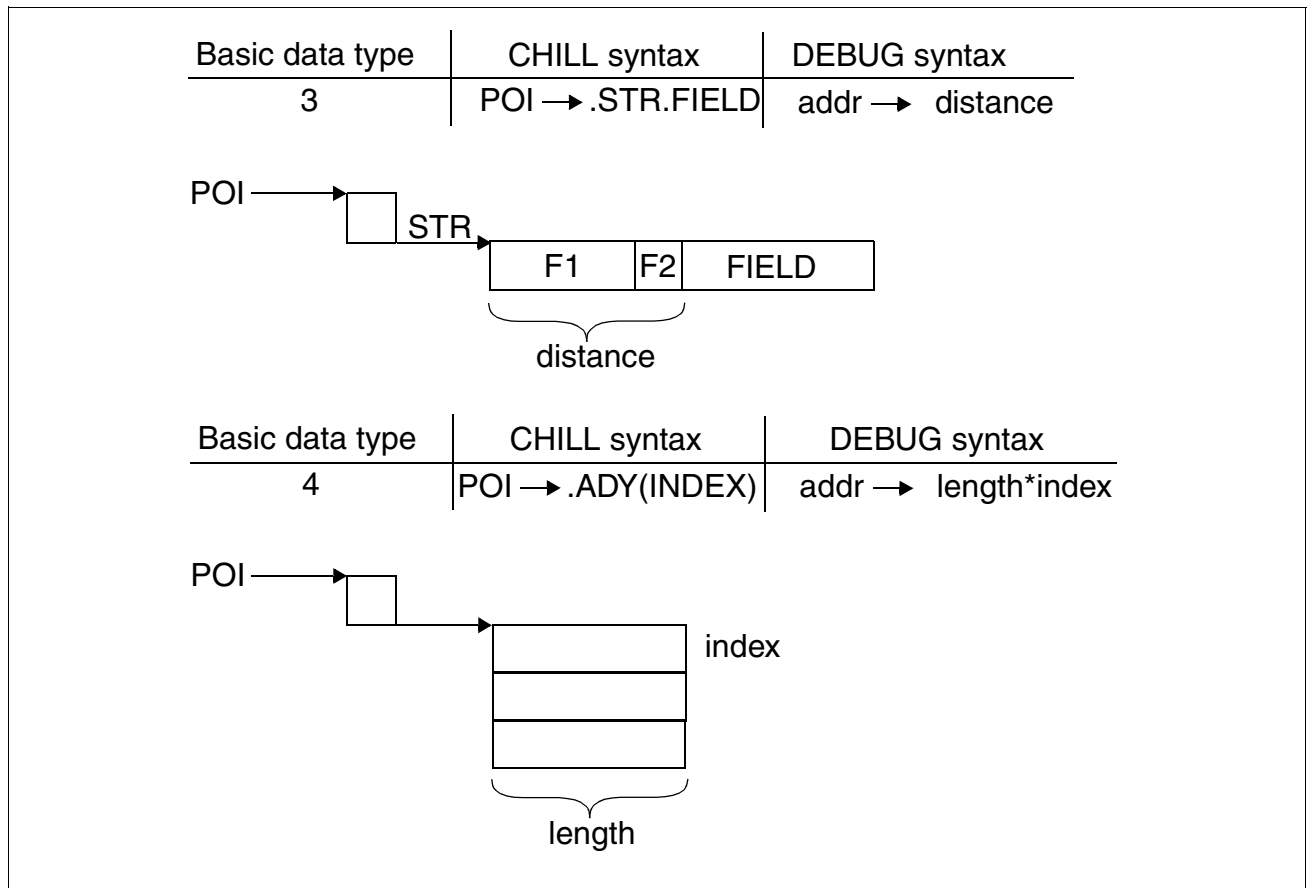 Basic data type CHILL syntax DEBUG syntax
3 POI → .STR.FIELD addr → distance
POI
STR
F1 F2 FIELD
distance
Basic data type CHILL syntax DEBUG syntax
4 POI → .ADY(INDEX) addr → length*index
POI
index
length